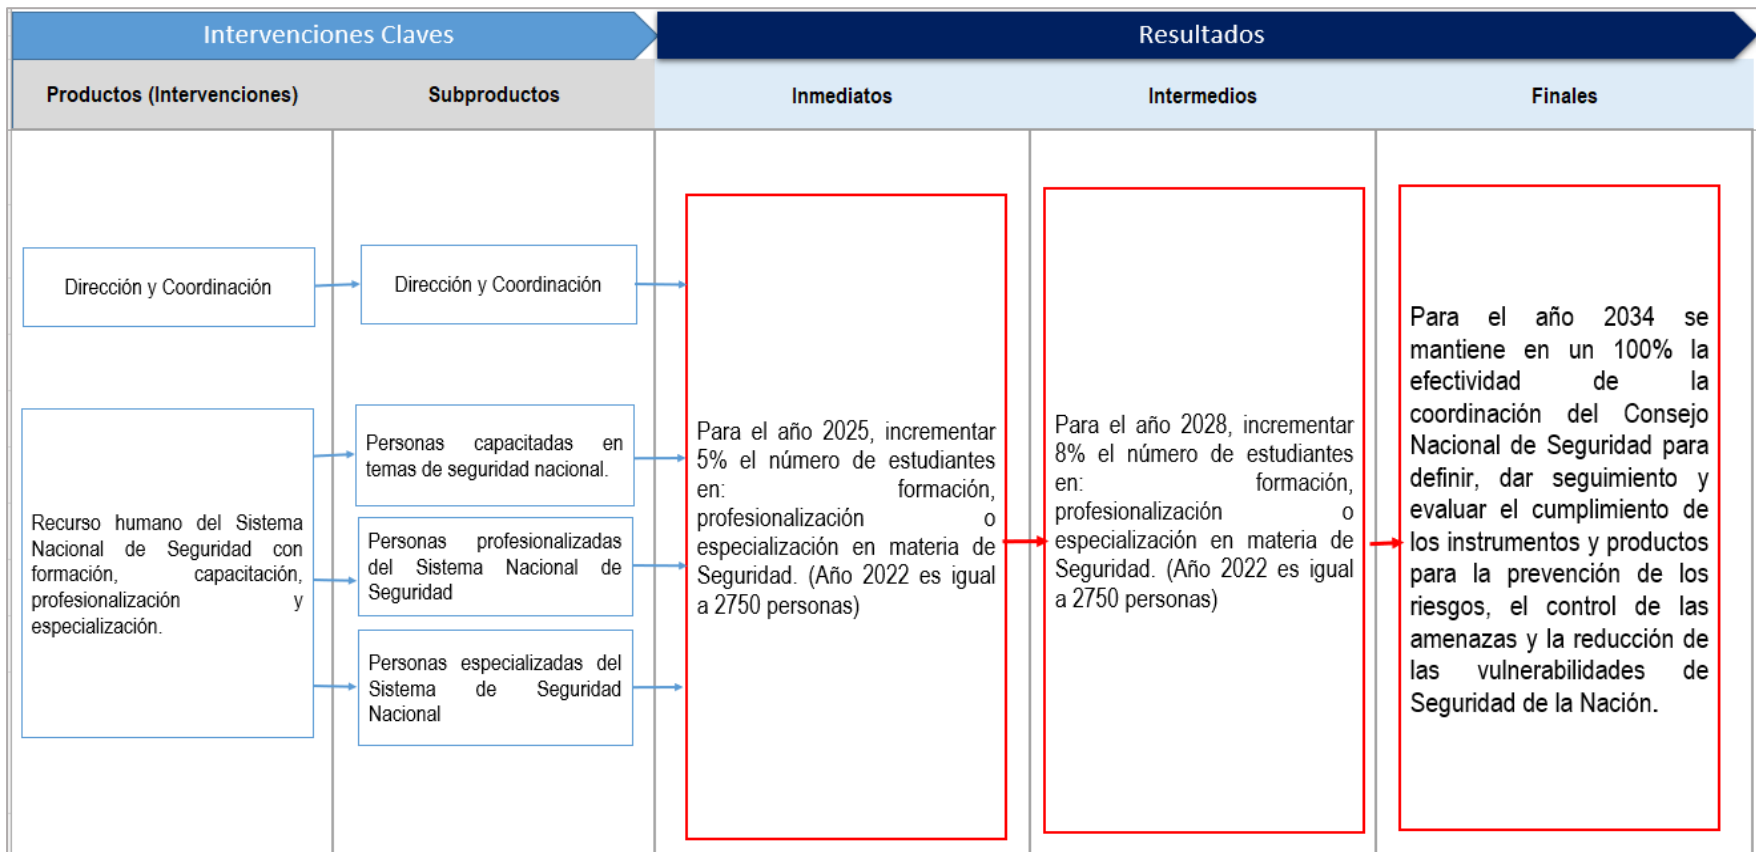 Intervenciones Claves
Resultados
Productos (Intervenciones)
Subproductos
Inmediatos
Intermedios
Finales
Dirección y Coordinación
Dirección y Coordinación
Recurso humano del Sistema
Nacional de Seguridad con
formación, capacitación,
profesionalización y
especialización.
Personas capacitadas en
temas de seguridad nacional.
Personas profesionalizadas
del Sistema Nacional de
Seguridad
Personas especializadas del
Sistema de Seguridad
Nacional
Para el año 2025, incrementar
5% el número de estudiantes
en: formación,
profesionalización o
especialización en materia de
Seguridad. (Año 2022 es igual
a 2750 personas)
Para el año 2028, incrementar
8% el número de estudiantes
en: formación,
profesionalización o
especialización en materia de
Seguridad. (Año 2022 es igual
a 2750 personas)
Para el año 2034 se
mantiene en un 100% la
efectividad de la
coordinación del Consejo
Nacional de Seguridad para
definir, dar seguimiento y
evaluar el cumplimiento de
los instrumentos y productos
para la prevención de los
riesgos, el control de las
amenazas y la reducción de
las vulnerabilidades de
Seguridad de la Nación.